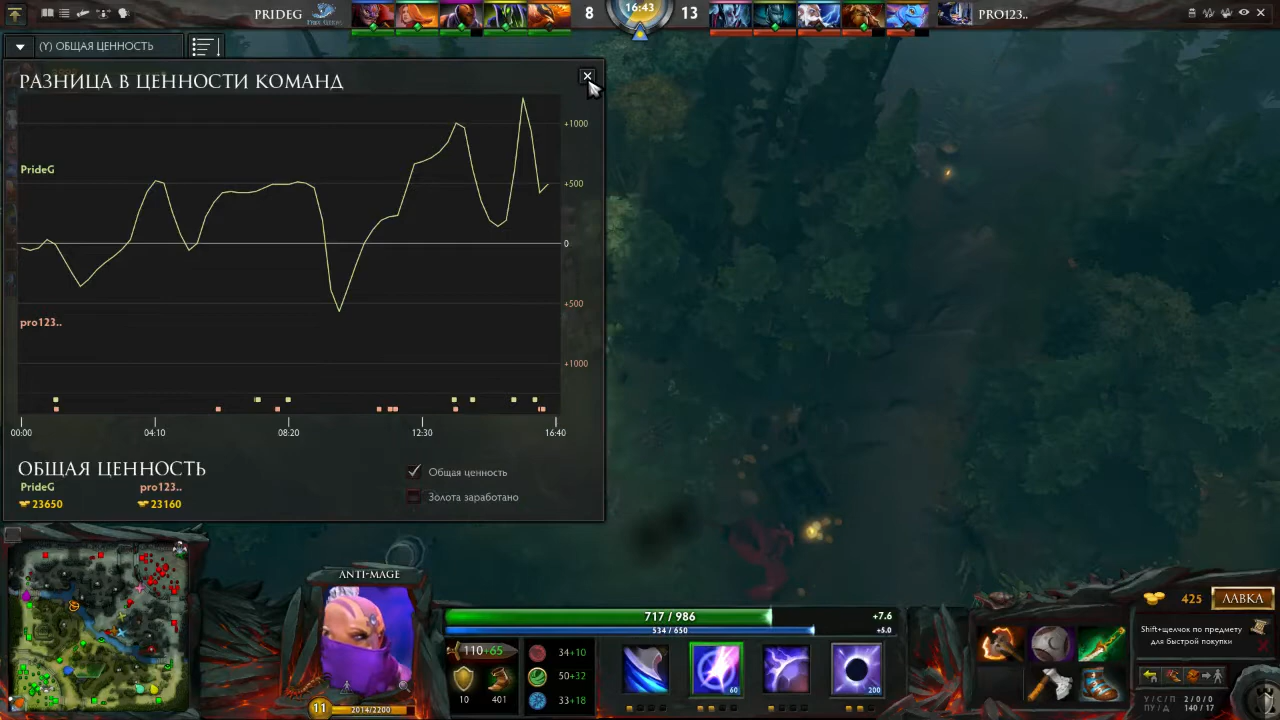 PRIDEG
8
16:43
13
PRO123..
(Y) ОБЩАЯ ЦЕННОСТЬ
РАЗНИЦА В ЦЕННОСТИ КОМАНД
+1000
PrideG
+500
0
+500
pro123..
+1000
00:00 04:10 08:20 12:30 16:40
ОБЩАЯ ЦЕННОСТЬ
PrideG pro123..
23650 23160
Общая ценность
Золота заработано
ANTI-MAGE
11
2014/2200
717 / 986
+7.6
534 / 650
+5.0
110+65
10 401
34+10
50+32
33+18
60
200
425
ЛАВКА
Shift+щелчок по предмету
для быстрой покупки
У / С / П 2 / 0 / 0
ПУ / Д 140 / 17